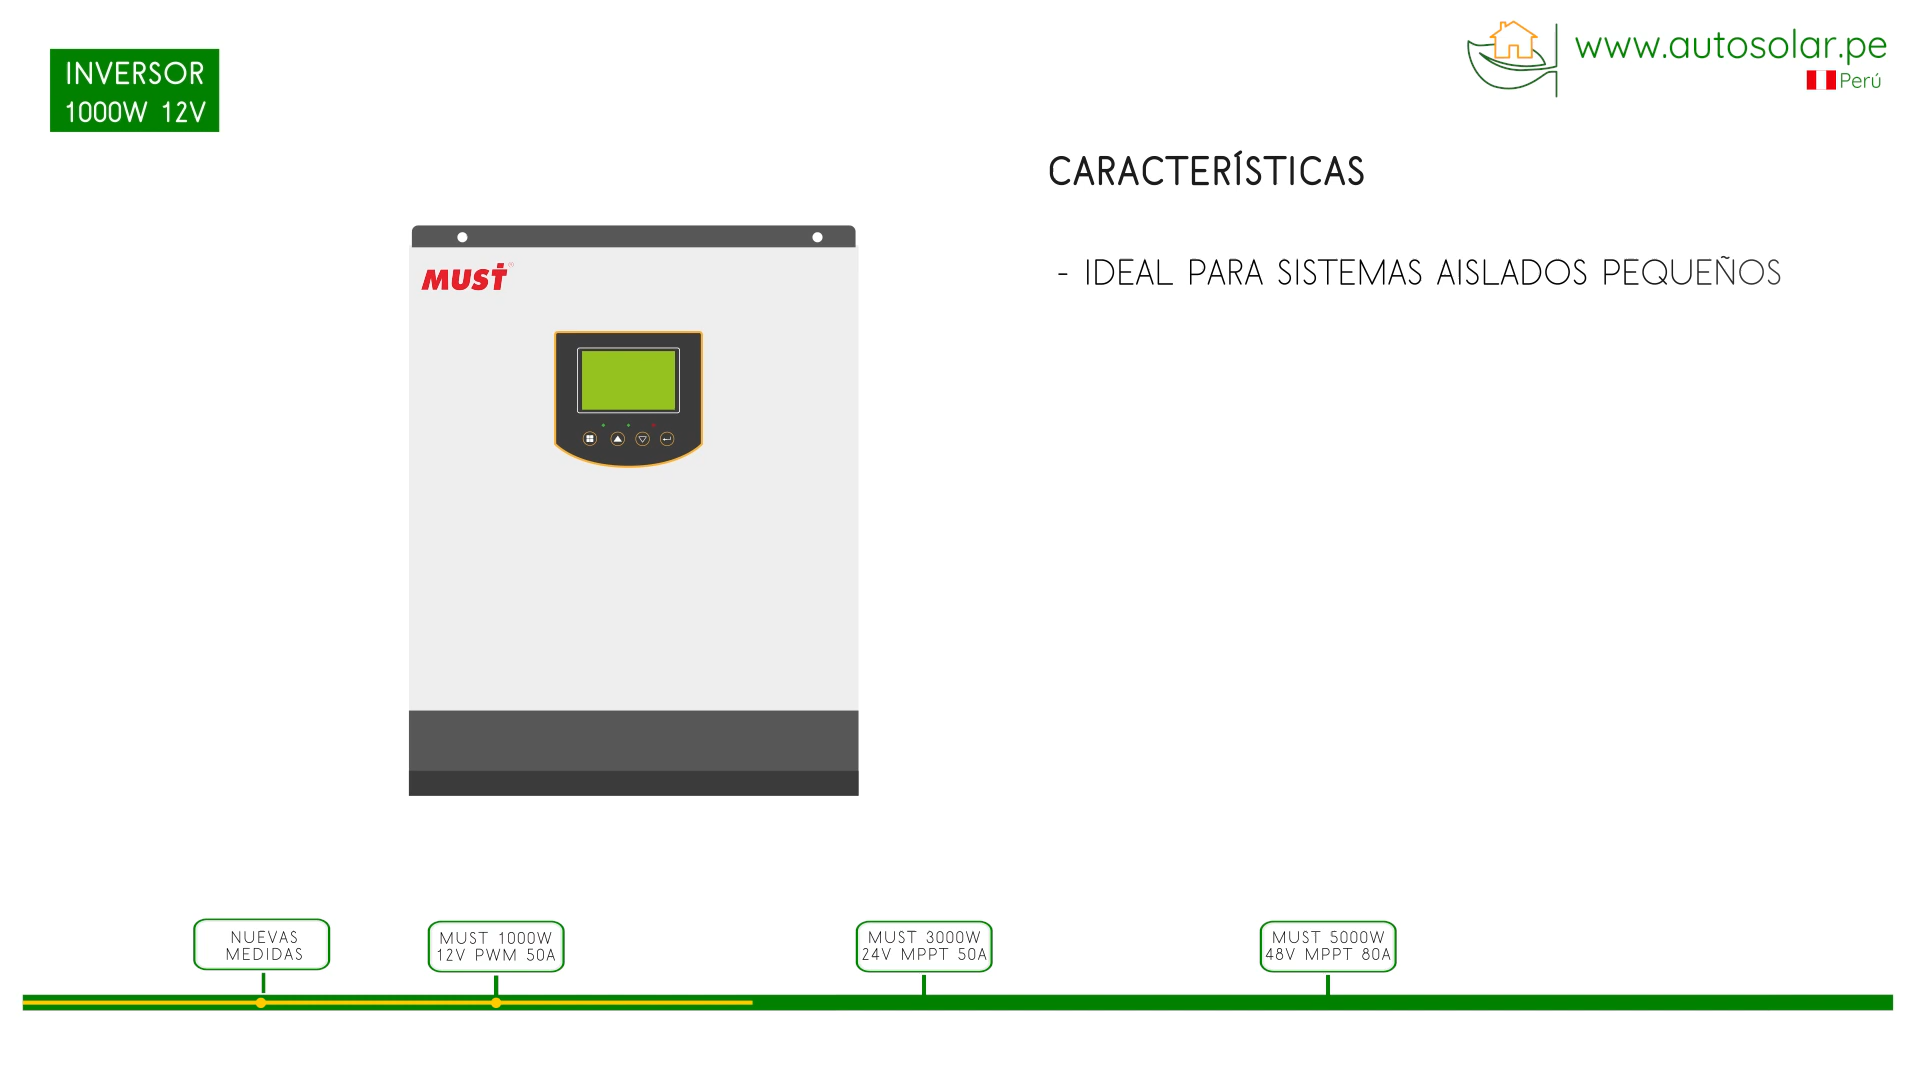 INVERSOR
1000W 12V
www.autosolar.pe
Perú
CARACTERÍSTICAS
- IDEAL PARA SISTEMAS AISLADOS PEQUEÑOS
MUST
NUEVAS
MEDIDAS
MUST 1000W
12V PWM 50A
MUST 3000W
24V MPPT 50A
MUST 5000W
48V MPPT 80A